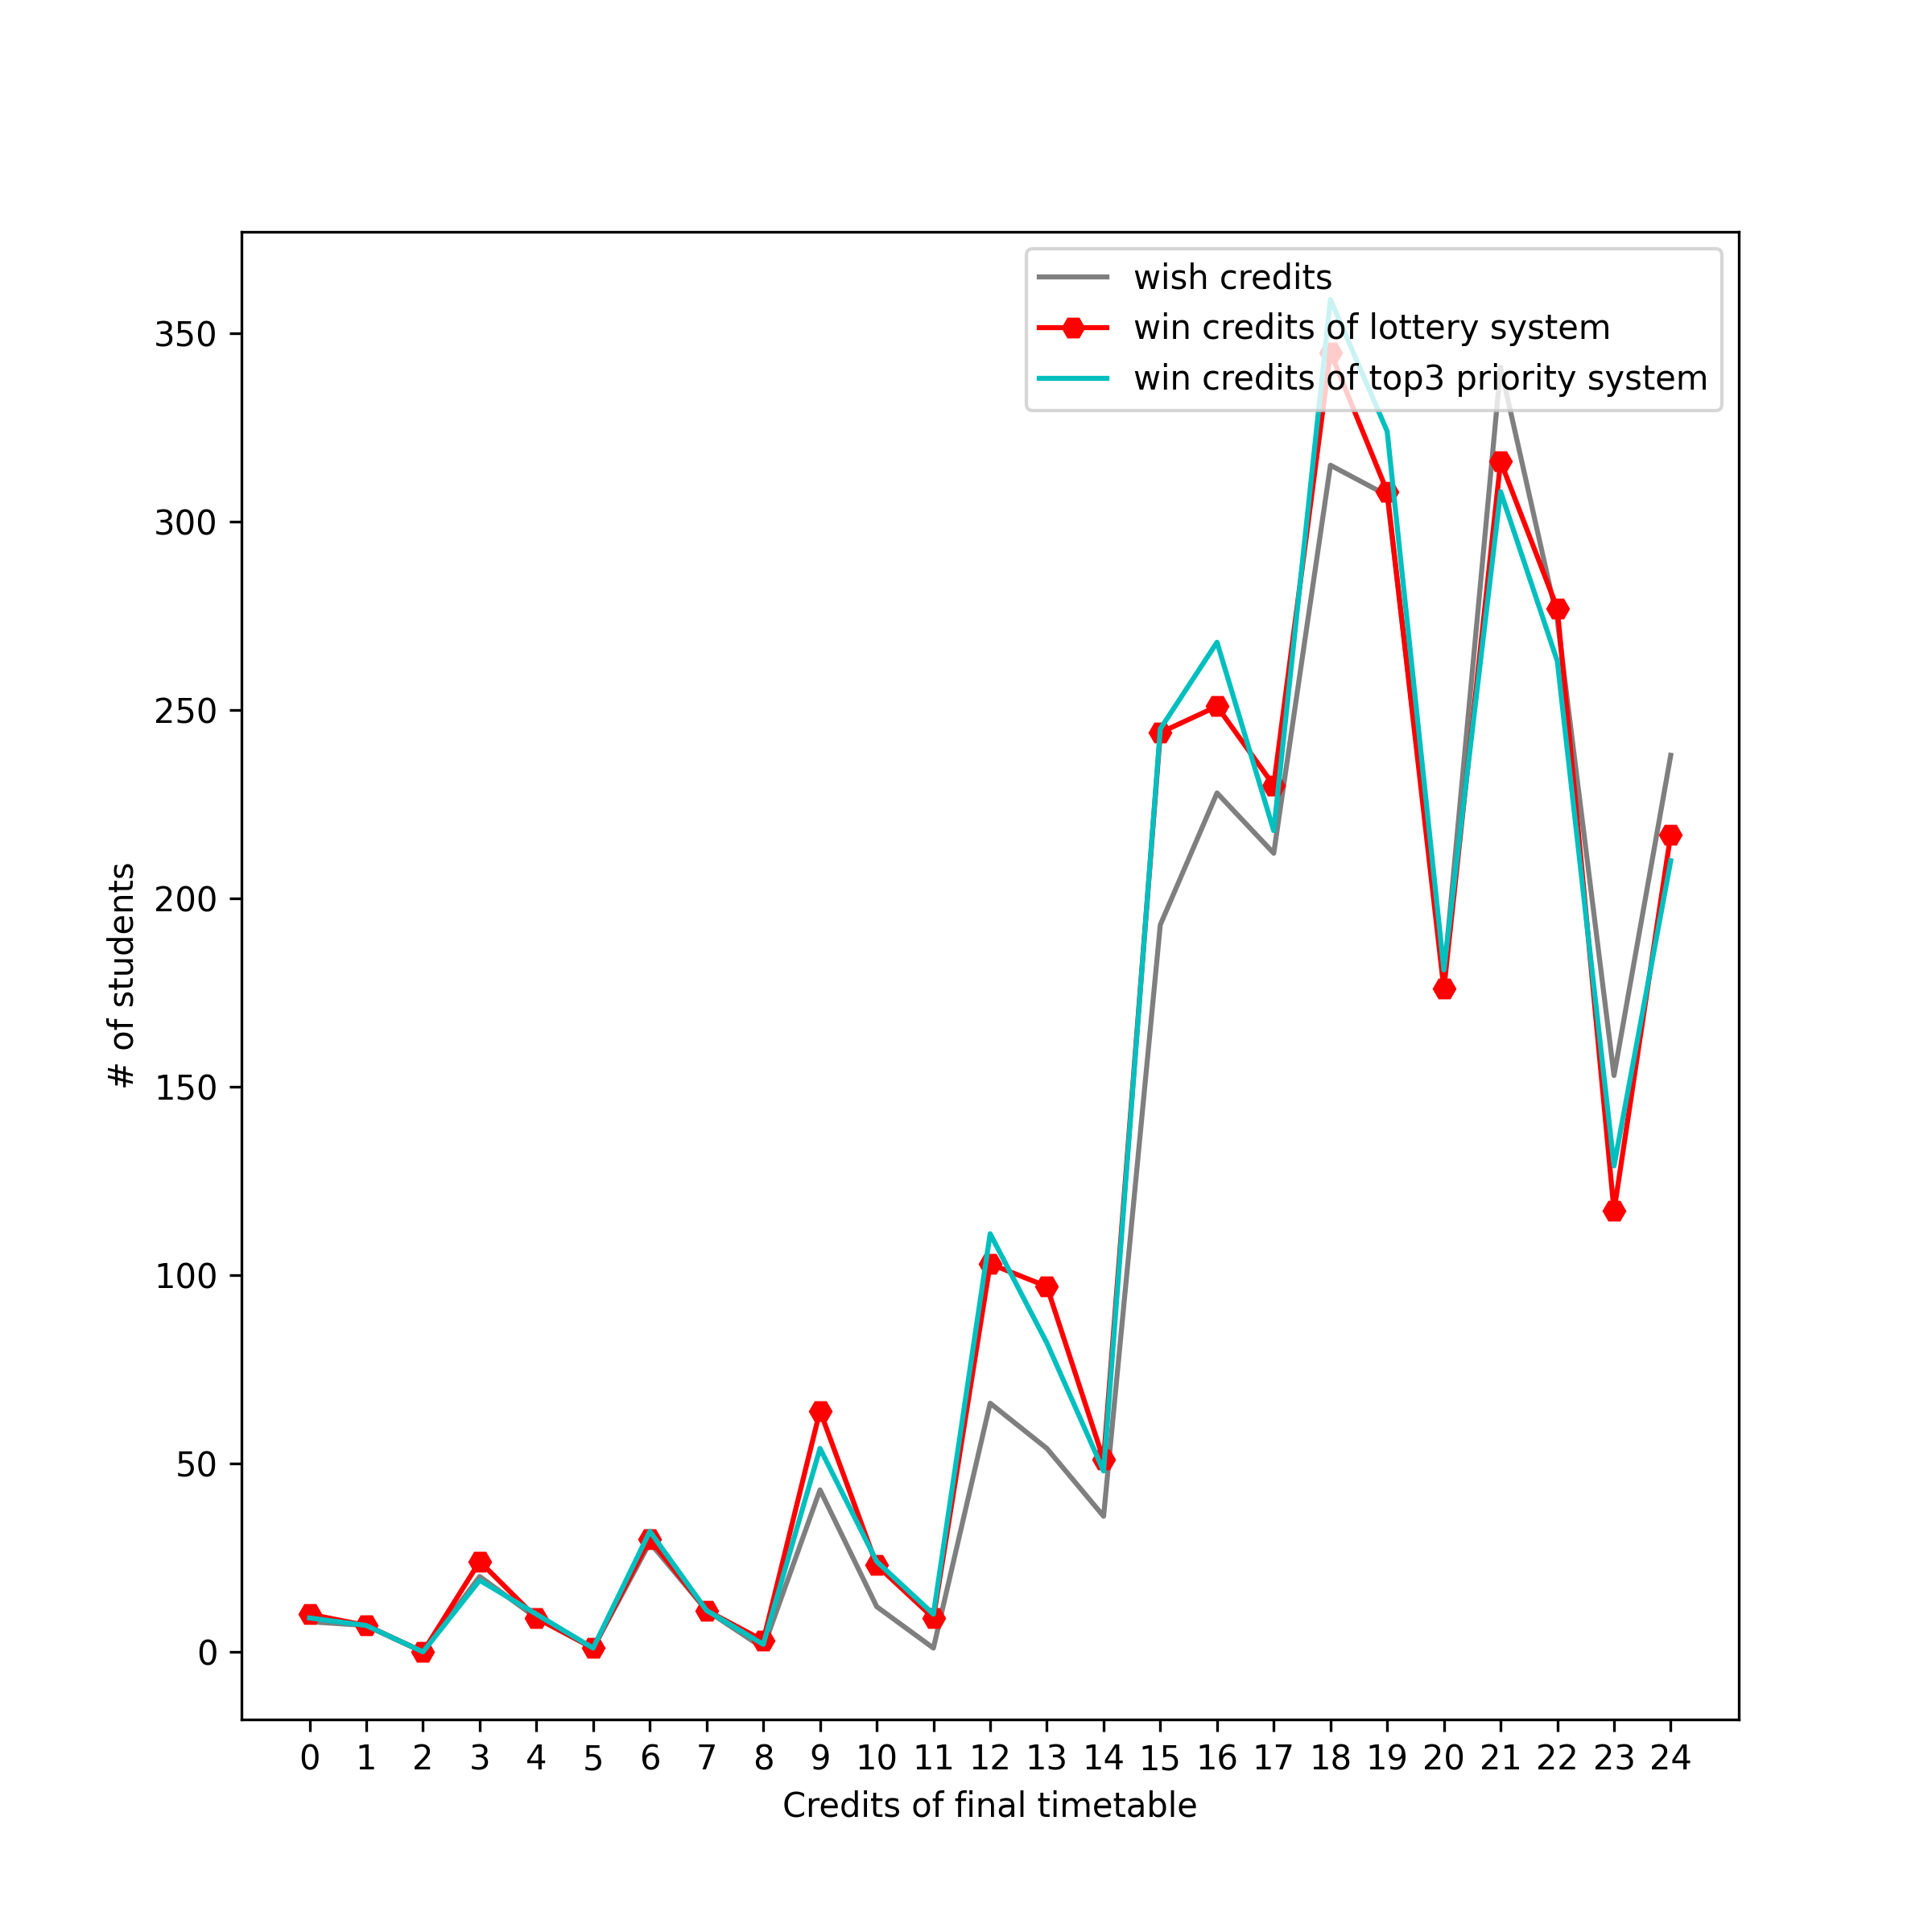 wish credits
win credits of lottery system
win credits of top3 priority system
350
300
250
200
150
100
50
0
# of students
0 1 2 3 4 5 6 7 8 9 10 11 12 13 14 15 16 17 18 19 20 21 22 23 24
Credits of final timetable